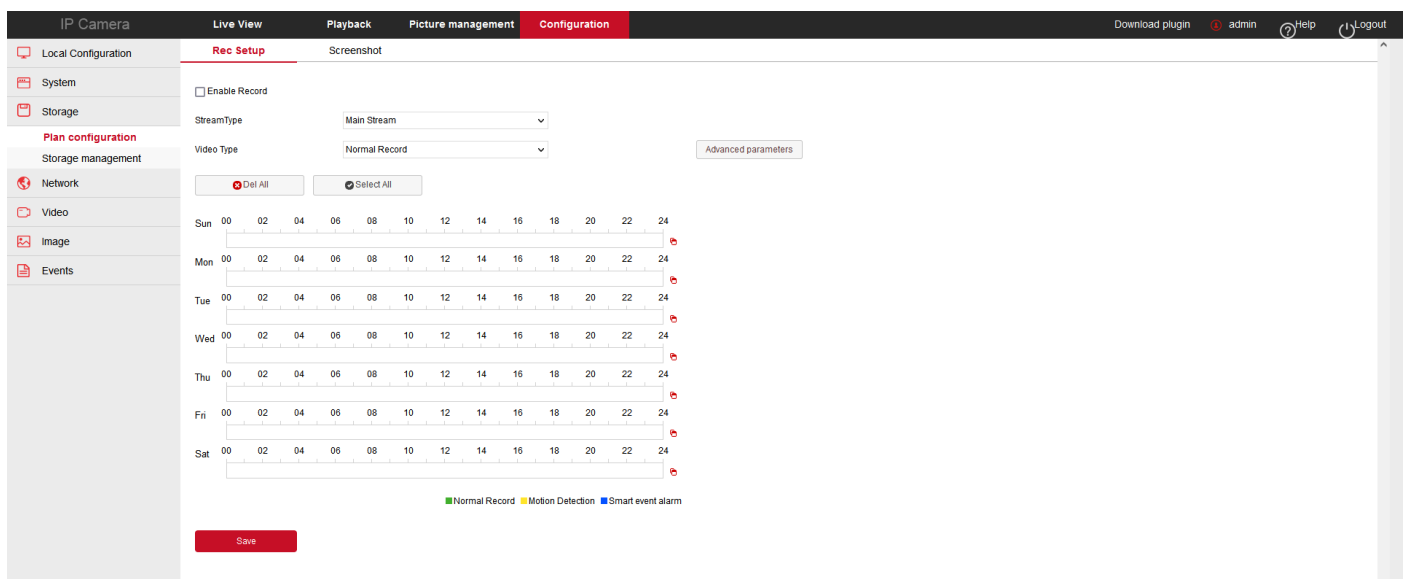 IP Camera Live View Playback Picture management Configuration Download plugin admin Help Logout
Local Configuration
System
Storage
Plan configuration
Storage management
Network
Video
Image
Events
Rec Setup Screenshot
Enable Record
StreamType Main Stream
Video Type Normal Record Advanced parameters
Del All Select All
Sun 00 02 04 06 08 10 12 14 16 18 20 22 24
Mon 00 02 04 06 08 10 12 14 16 18 20 22 24
Tue 00 02 04 06 08 10 12 14 16 18 20 22 24
Wed 00 02 04 06 08 10 12 14 16 18 20 22 24
Thu 00 02 04 06 08 10 12 14 16 18 20 22 24
Fri 00 02 04 06 08 10 12 14 16 18 20 22 24
Sat 00 02 04 06 08 10 12 14 16 18 20 22 24
Normal Record Motion Detection Smart event alarm
Save